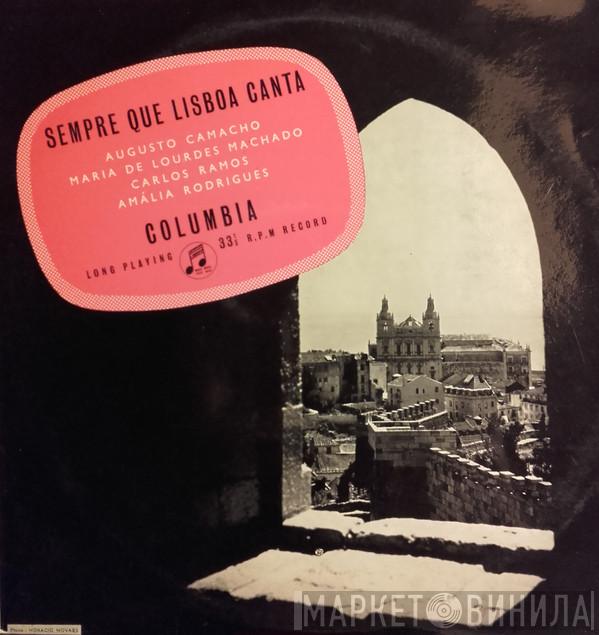 SEMPRE QUE LISBOA CANTA
AUGUSTO CAMACHO
MARIA DE LOURDES MACHADO
CARLOS RAMOS
AMÁLIA RODRIGUES
COLUMBIA
LONG PLAYING 33⅓ R.P.M RECORD
Photo - HORACIO NOVAES
МАРКЕТ ВИНИЛА